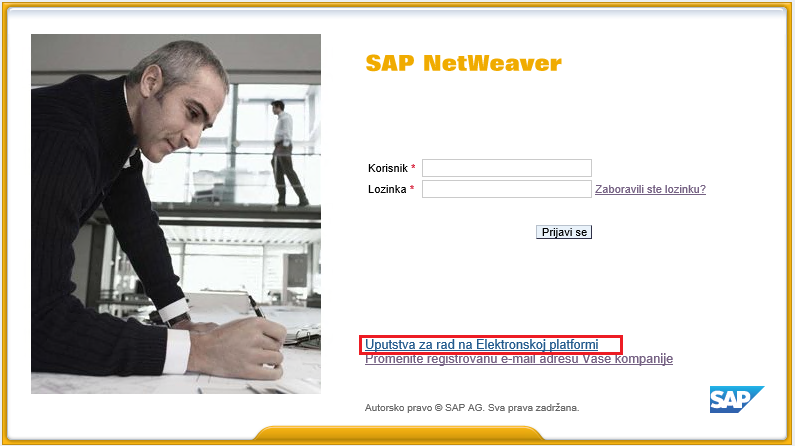 SAP NetWeaver
Korisnik *
Lozinka * Zaboravili ste lozinku?
Prijavi se
Uputstva za rad na Elektronskoj platformi
Promenite registrovanu e-mail adresu Vaše kompanije
SAP
Autorsko pravo © SAP AG. Sva prava zadržana.